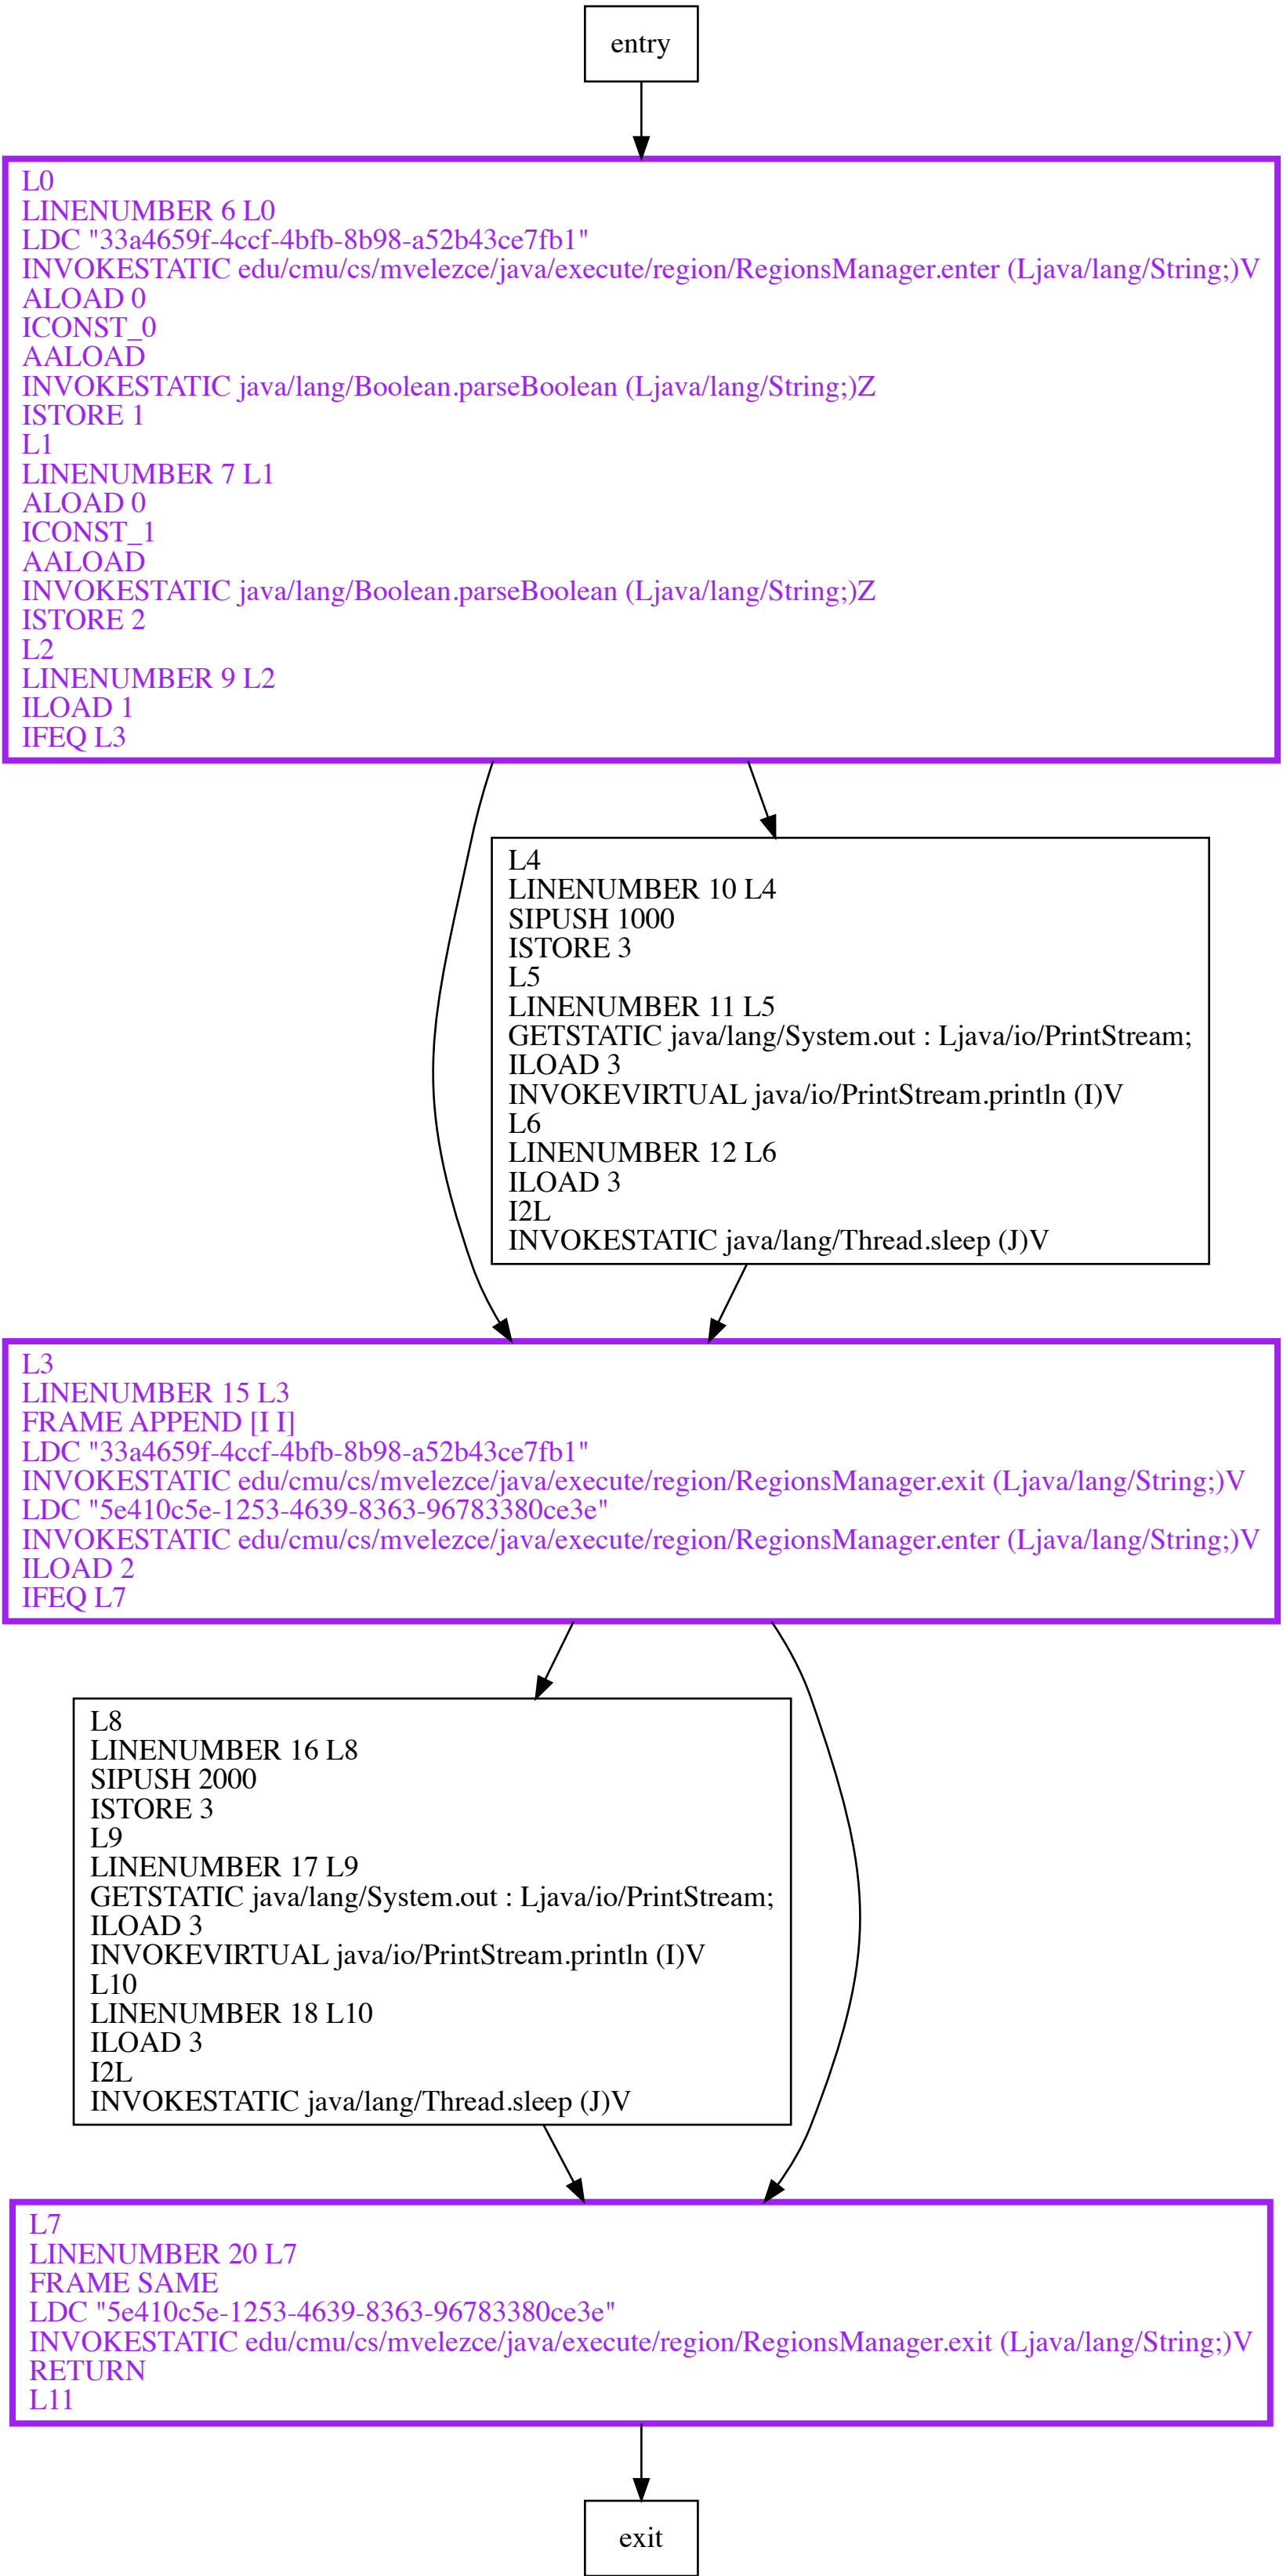 entry
L0
LINENUMBER 6 L0
LDC "33a4659f-4ccf-4bfb-8b98-a52b43ce7fb1"
INVOKESTATIC edu/cmu/cs/mvelezce/java/execute/region/RegionsManager.enter (Ljava/lang/String;)V
ALOAD 0
ICONST_0
AALOAD
INVOKESTATIC java/lang/Boolean.parseBoolean (Ljava/lang/String;)Z
ISTORE 1
L1
LINENUMBER 7 L1
ALOAD 0
ICONST_1
AALOAD
INVOKESTATIC java/lang/Boolean.parseBoolean (Ljava/lang/String;)Z
ISTORE 2
L2
LINENUMBER 9 L2
ILOAD 1
IFEQ L3
L4
LINENUMBER 10 L4
SIPUSH 1000
ISTORE 3
L5
LINENUMBER 11 L5
GETSTATIC java/lang/System.out : Ljava/io/PrintStream;
ILOAD 3
INVOKEVIRTUAL java/io/PrintStream.println (I)V
L6
LINENUMBER 12 L6
ILOAD 3
I2L
INVOKESTATIC java/lang/Thread.sleep (J)V
L3
LINENUMBER 15 L3
FRAME APPEND [I I]
LDC "33a4659f-4ccf-4bfb-8b98-a52b43ce7fb1"
INVOKESTATIC edu/cmu/cs/mvelezce/java/execute/region/RegionsManager.exit (Ljava/lang/String;)V
LDC "5e410c5e-1253-4639-8363-96783380ce3e"
INVOKESTATIC edu/cmu/cs/mvelezce/java/execute/region/RegionsManager.enter (Ljava/lang/String;)V
ILOAD 2
IFEQ L7
L8
LINENUMBER 16 L8
SIPUSH 2000
ISTORE 3
L9
LINENUMBER 17 L9
GETSTATIC java/lang/System.out : Ljava/io/PrintStream;
ILOAD 3
INVOKEVIRTUAL java/io/PrintStream.println (I)V
L10
LINENUMBER 18 L10
ILOAD 3
I2L
INVOKESTATIC java/lang/Thread.sleep (J)V
L7
LINENUMBER 20 L7
FRAME SAME
LDC "5e410c5e-1253-4639-8363-96783380ce3e"
INVOKESTATIC edu/cmu/cs/mvelezce/java/execute/region/RegionsManager.exit (Ljava/lang/String;)V
RETURN
L11
exit